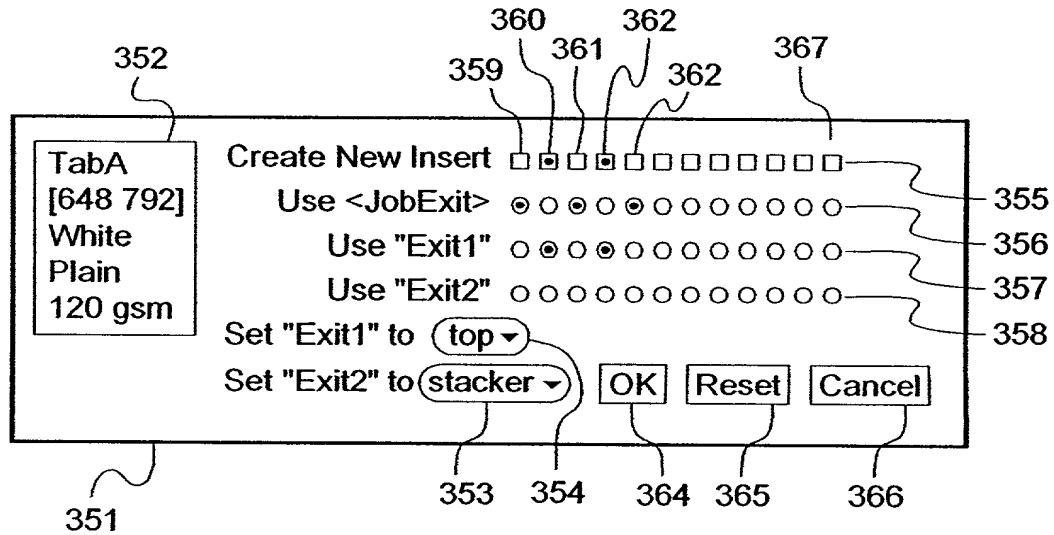 360
362
352
361
367
359
362
TabA
[648 792]
White
Plain
120 gsm
Create New Insert
Use <JobExit>
Use "Exit1"
Use "Exit2"
355
356
357
358
Set "Exit1" to top
Set "Exit2" to stacker OK Reset Cancel
353
354
364
365
366
351